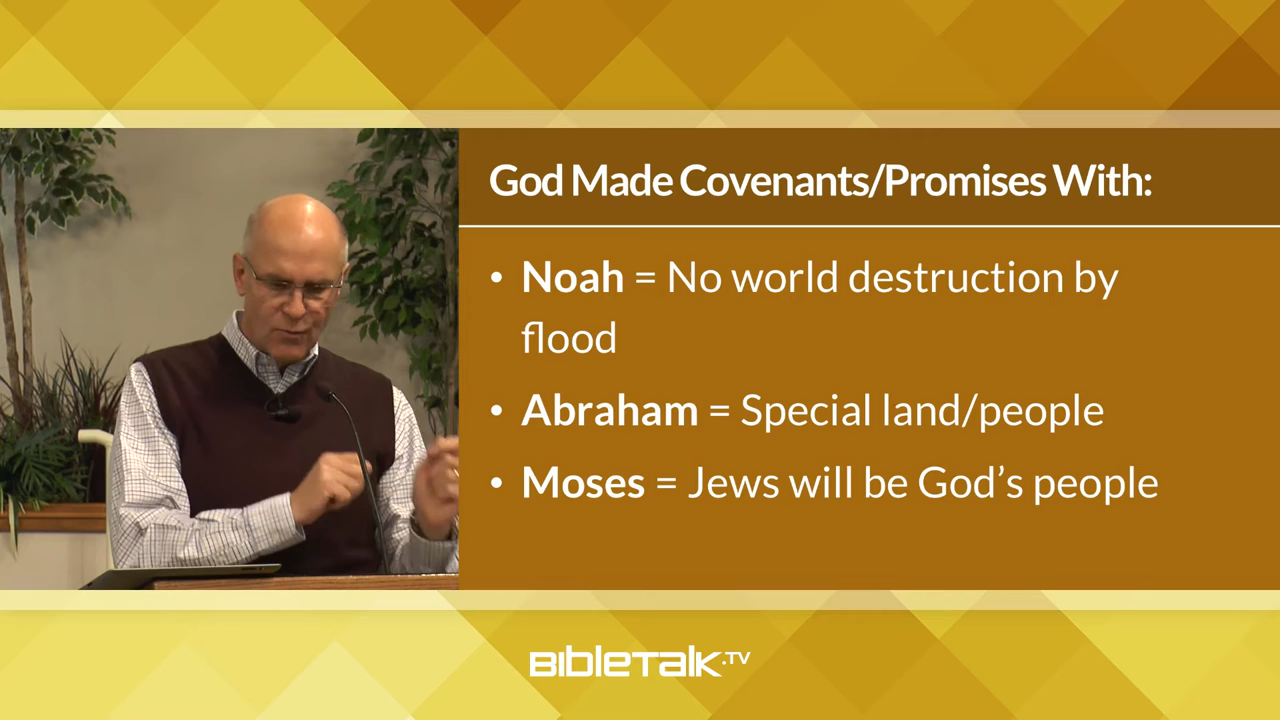 God Made Covenants/Promises With:
• Noah = No world destruction by
flood
• Abraham = Special land/people
• Moses = Jews will be God’s people
BIBLETALK.TV